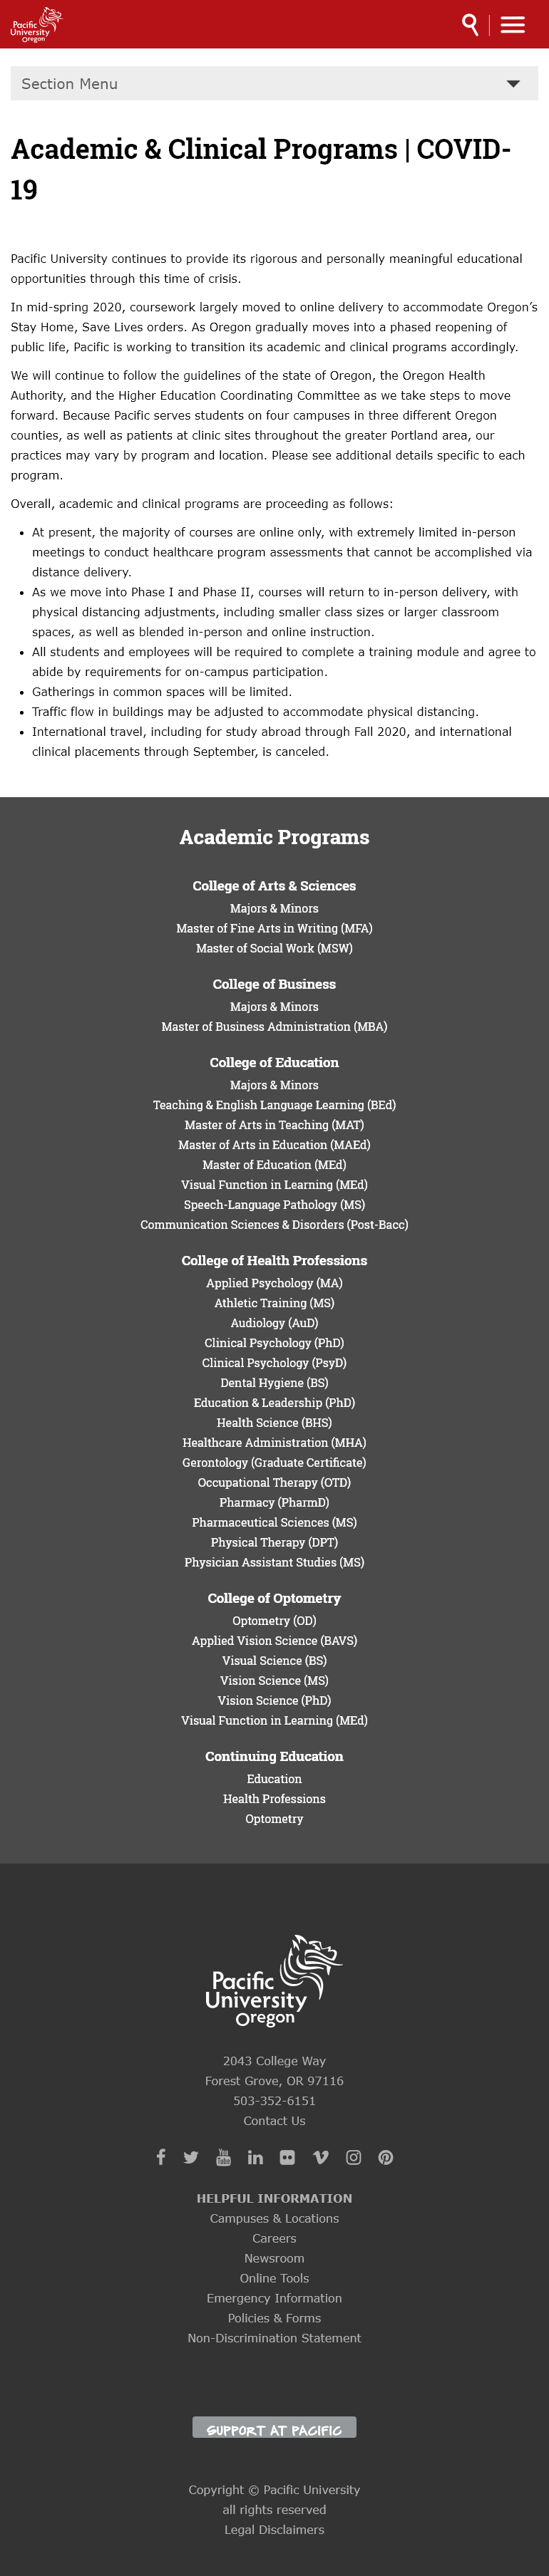 Pacific
University
Oregon
Section Menu
Academic & Clinical Programs | COVID-
19
Pacific University continues to provide its rigorous and personally meaningful educational
opportunities through this time of crisis.
In mid-spring 2020, coursework largely moved to online delivery to accommodate Oregon’s
Stay Home, Save Lives orders. As Oregon gradually moves into a phased reopening of
public life, Pacific is working to transition its academic and clinical programs accordingly.
We will continue to follow the guidelines of the state of Oregon, the Oregon Health
Authority, and the Higher Education Coordinating Committee as we take steps to move
forward. Because Pacific serves students on four campuses in three different Oregon
counties, as well as patients at clinic sites throughout the greater Portland area, our
practices may vary by program and location. Please see additional details specific to each
program.
Overall, academic and clinical programs are proceeding as follows:
• At present, the majority of courses are online only, with extremely limited in-person
meetings to conduct healthcare program assessments that cannot be accomplished via
distance delivery.
• As we move into Phase I and Phase II, courses will return to in-person delivery, with
physical distancing adjustments, including smaller class sizes or larger classroom
spaces, as well as blended in-person and online instruction.
• All students and employees will be required to complete a training module and agree to
abide by requirements for on-campus participation.
• Gatherings in common spaces will be limited.
• Traffic flow in buildings may be adjusted to accommodate physical distancing.
• International travel, including for study abroad through Fall 2020, and international
clinical placements through September, is canceled.
Academic Programs
College of Arts & Sciences
Majors & Minors
Master of Fine Arts in Writing (MFA)
Master of Social Work (MSW)
College of Business
Majors & Minors
Master of Business Administration (MBA)
College of Education
Majors & Minors
Teaching & English Language Learning (BEd)
Master of Arts in Teaching (MAT)
Master of Arts in Education (MAEd)
Master of Education (MEd)
Visual Function in Learning (MEd)
Speech-Language Pathology (MS)
Communication Sciences & Disorders (Post-Bacc)
College of Health Professions
Applied Psychology (MA)
Athletic Training (MS)
Audiology (AuD)
Clinical Psychology (PhD)
Clinical Psychology (PsyD)
Dental Hygiene (BS)
Education & Leadership (PhD)
Health Science (BHS)
Healthcare Administration (MHA)
Gerontology (Graduate Certificate)
Occupational Therapy (OTD)
Pharmacy (PharmD)
Pharmaceutical Sciences (MS)
Physical Therapy (DPT)
Physician Assistant Studies (MS)
College of Optometry
Optometry (OD)
Applied Vision Science (BAVS)
Visual Science (BS)
Vision Science (MS)
Vision Science (PhD)
Visual Function in Learning (MEd)
Continuing Education
Education
Health Professions
Optometry
Pacific
University
Oregon
2043 College Way
Forest Grove, OR 97116
503-352-6151
Contact Us
You
Tube
HELPFUL INFORMATION
Campuses & Locations
Careers
Newsroom
Online Tools
Emergency Information
Policies & Forms
Non-Discrimination Statement
SUPPORT AT PACIFIC
Copyright © Pacific University
all rights reserved
Legal Disclaimers